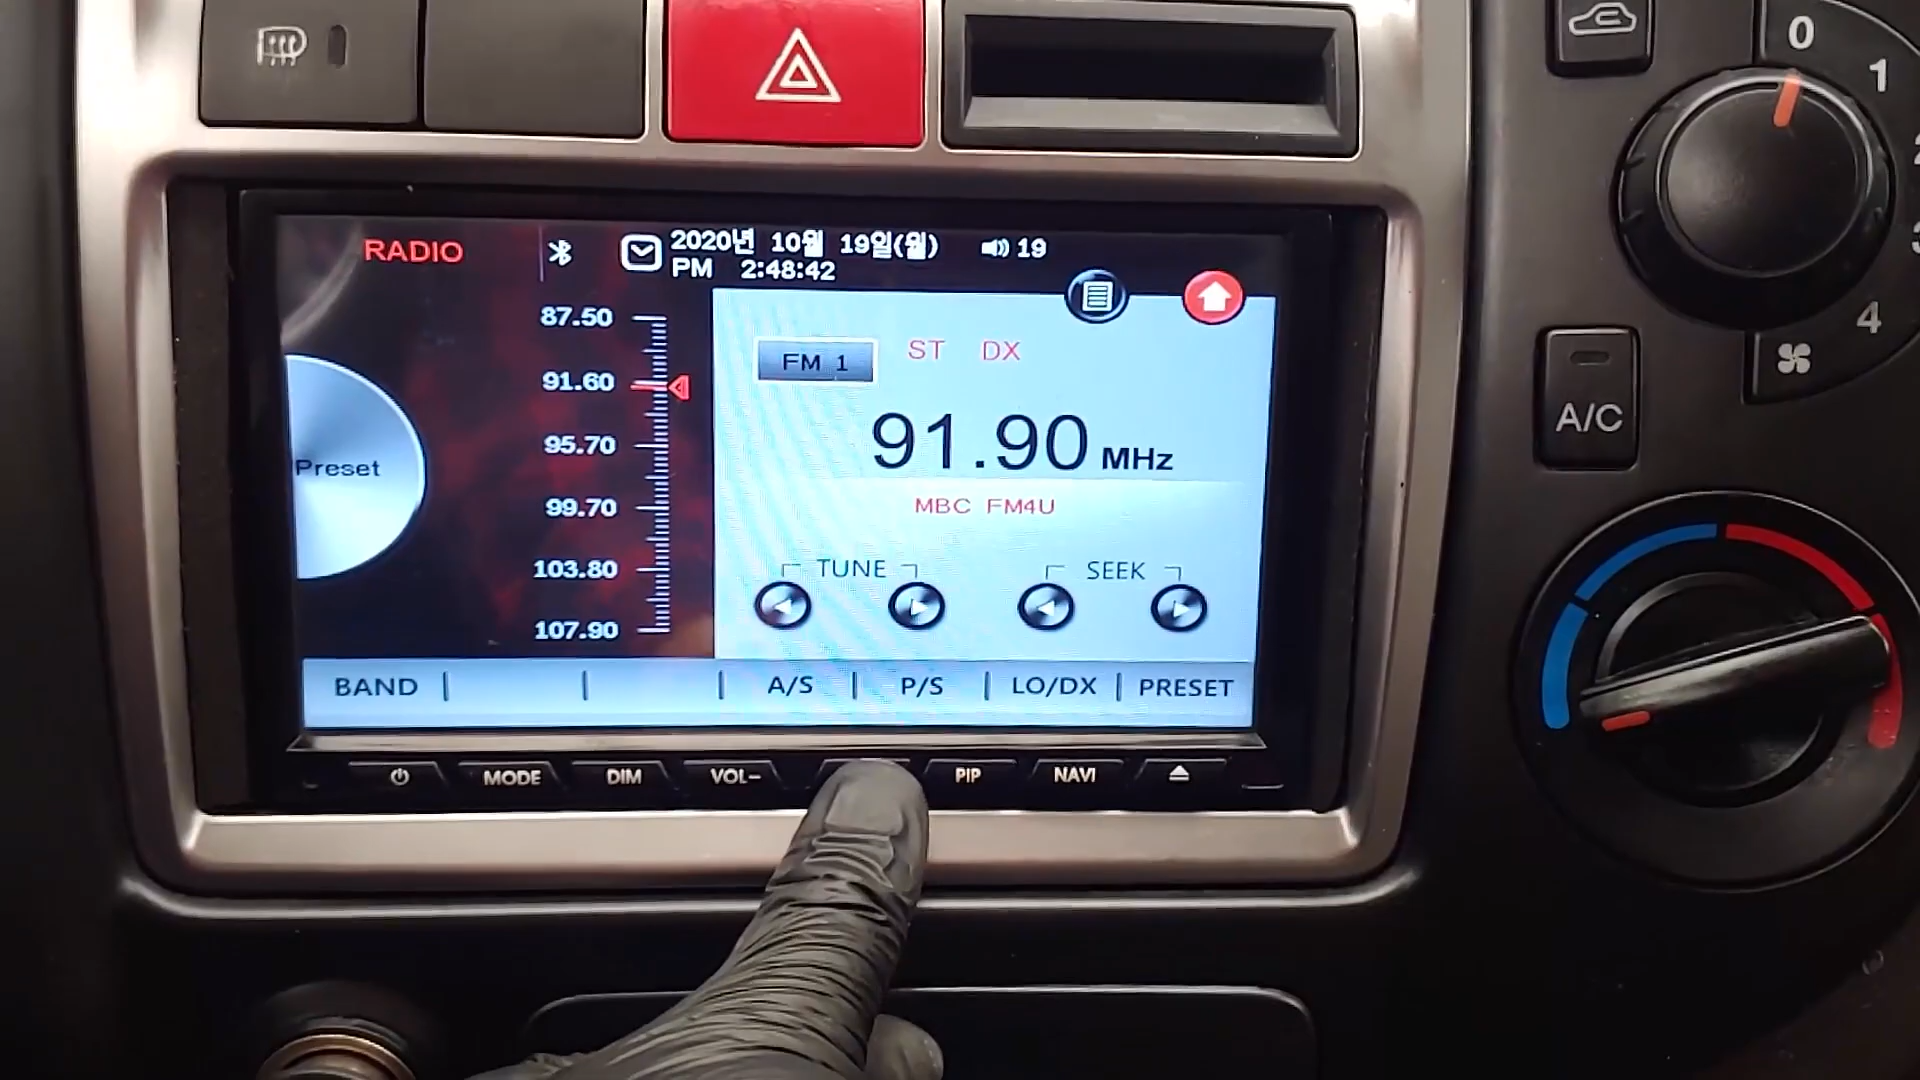 0
1
2
3
4
A/C
RADIO
2020년 10월 19일(월)
PM 2:48:42
19
87.50
91.60
95.70
99.70
103.80
107.90
Preset
FM 1
ST DX
91.90 MHz
MBC FM4U
TUNE
SEEK
BAND
A/S
P/S
LO/DX
PRESET
MODE
DIM
VOL−
PIP
NAVI